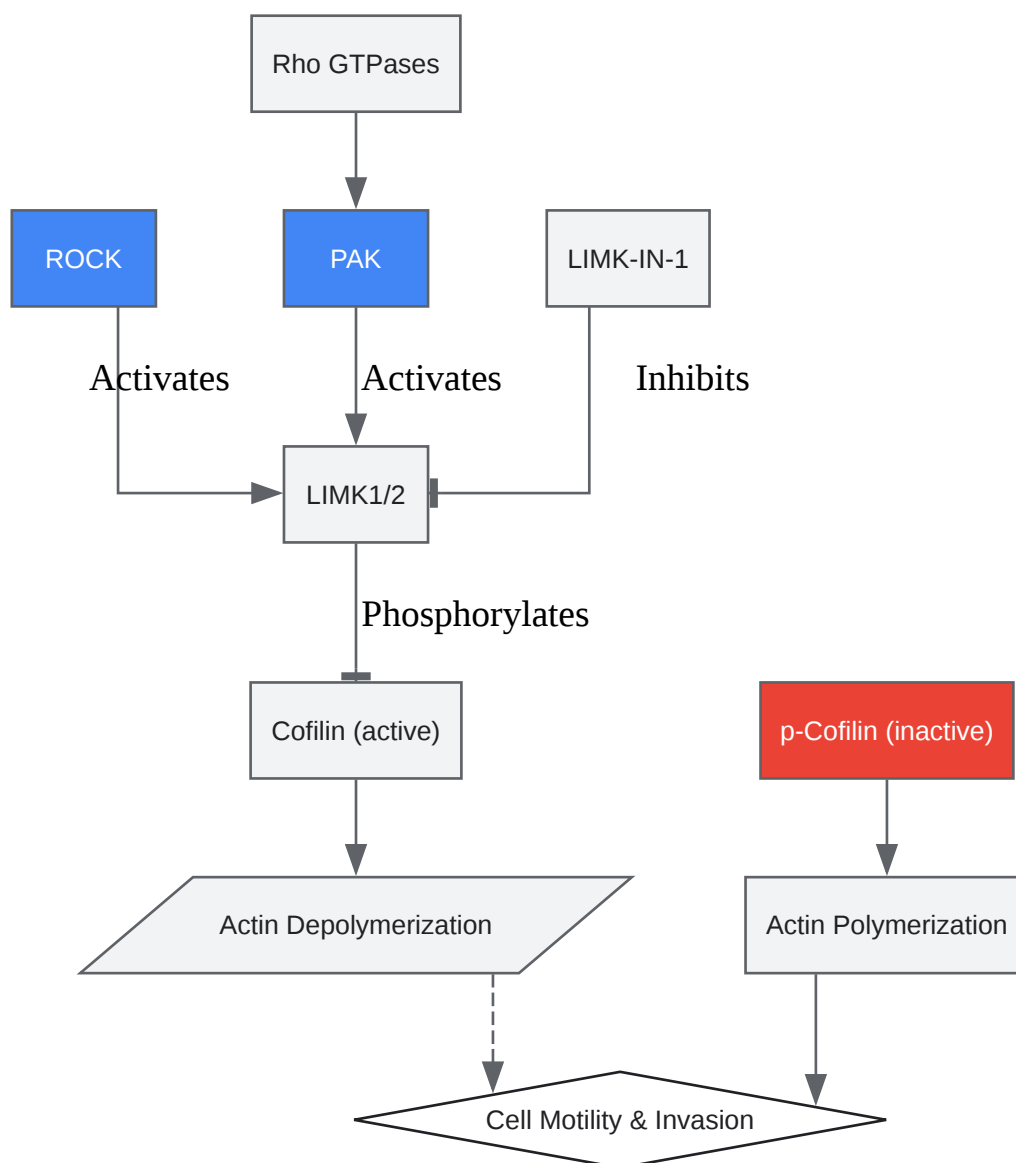 Rho GTPases
ROCK
PAK
LIMK-IN-1
Activates
Activates
Inhibits
LIMK1/2
Phosphorylates
Cofilin (active)
p-Cofilin (inactive)
Actin Depolymerization
Actin Polymerization
Cell Motility & Invasion